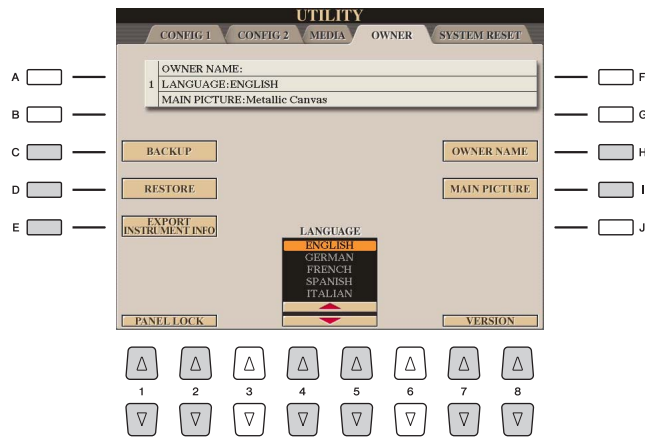 UTILITY
CONFIG 1 CONFIG 2 MEDIA OWNER SYSTEM RESET
OWNER NAME:
1 LANGUAGE:ENGLISH
MAIN PICTURE:Metallic Canvas
A
F
B
G
C
BACKUP
OWNER NAME
H
D
RESTORE
MAIN PICTURE
I
E
EXPORT
INSTRUMENT INFO
J
LANGUAGE
ENGLISH
GERMAN
FRENCH
SPANISH
ITALIAN
PANEL LOCK
VERSION
1 2 3 4 5 6 7 8